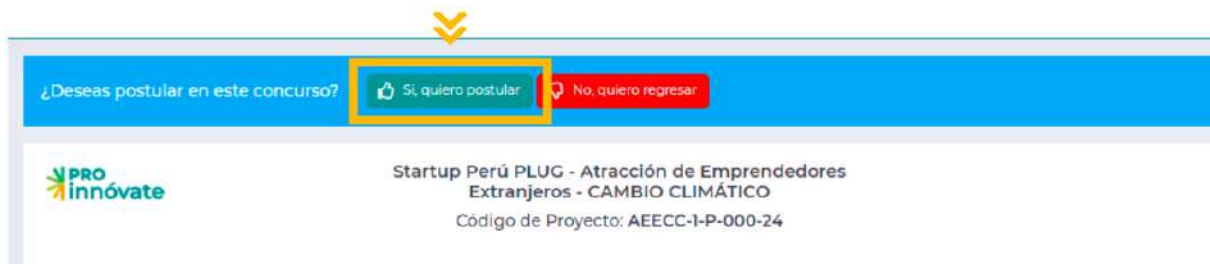 ¿Deseas postular en este concurso? Si, quiero postular No, quiero regresar
PRO
innóvate
Startup Perú PLUG - Atracción de Emprendedores
Extranjeros - CAMBIO CLIMÁTICO
Código de Proyecto: AEECC-1-P-000-24